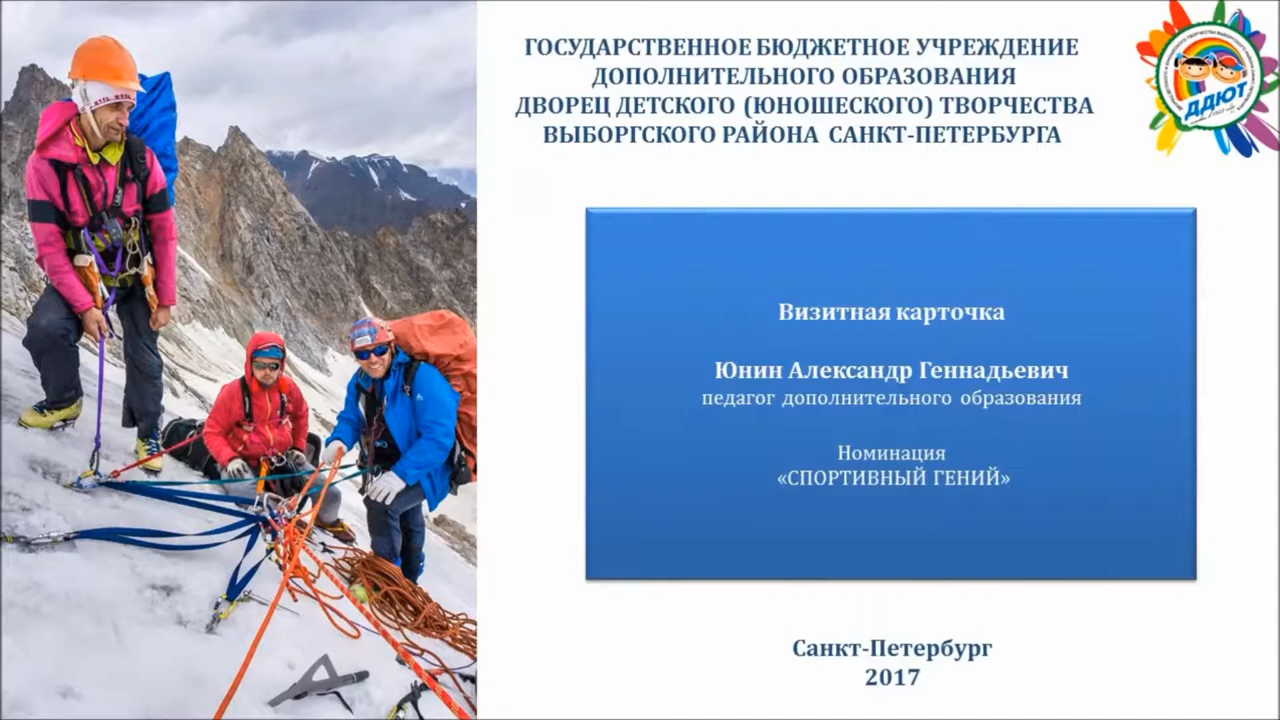 ГОСУДАРСТВЕННОЕ БЮДЖЕТНОЕ УЧРЕЖДЕНИЕ
ДОПОЛНИТЕЛЬНОГО ОБРАЗОВАНИЯ
ДВОРЕЦ ДЕТСКОГО (ЮНОШЕСКОГО) ТВОРЧЕСТВА
ВЫБОРГСКОГО РАЙОНА САНКТ-ПЕТЕРБУРГА
ДДЮТ
Визитная карточка
Юнин Александр Геннадьевич
педагог дополнительного образования
Номинация
«СПОРТИВНЫЙ ГЕНИЙ»
Санкт-Петербург
2017